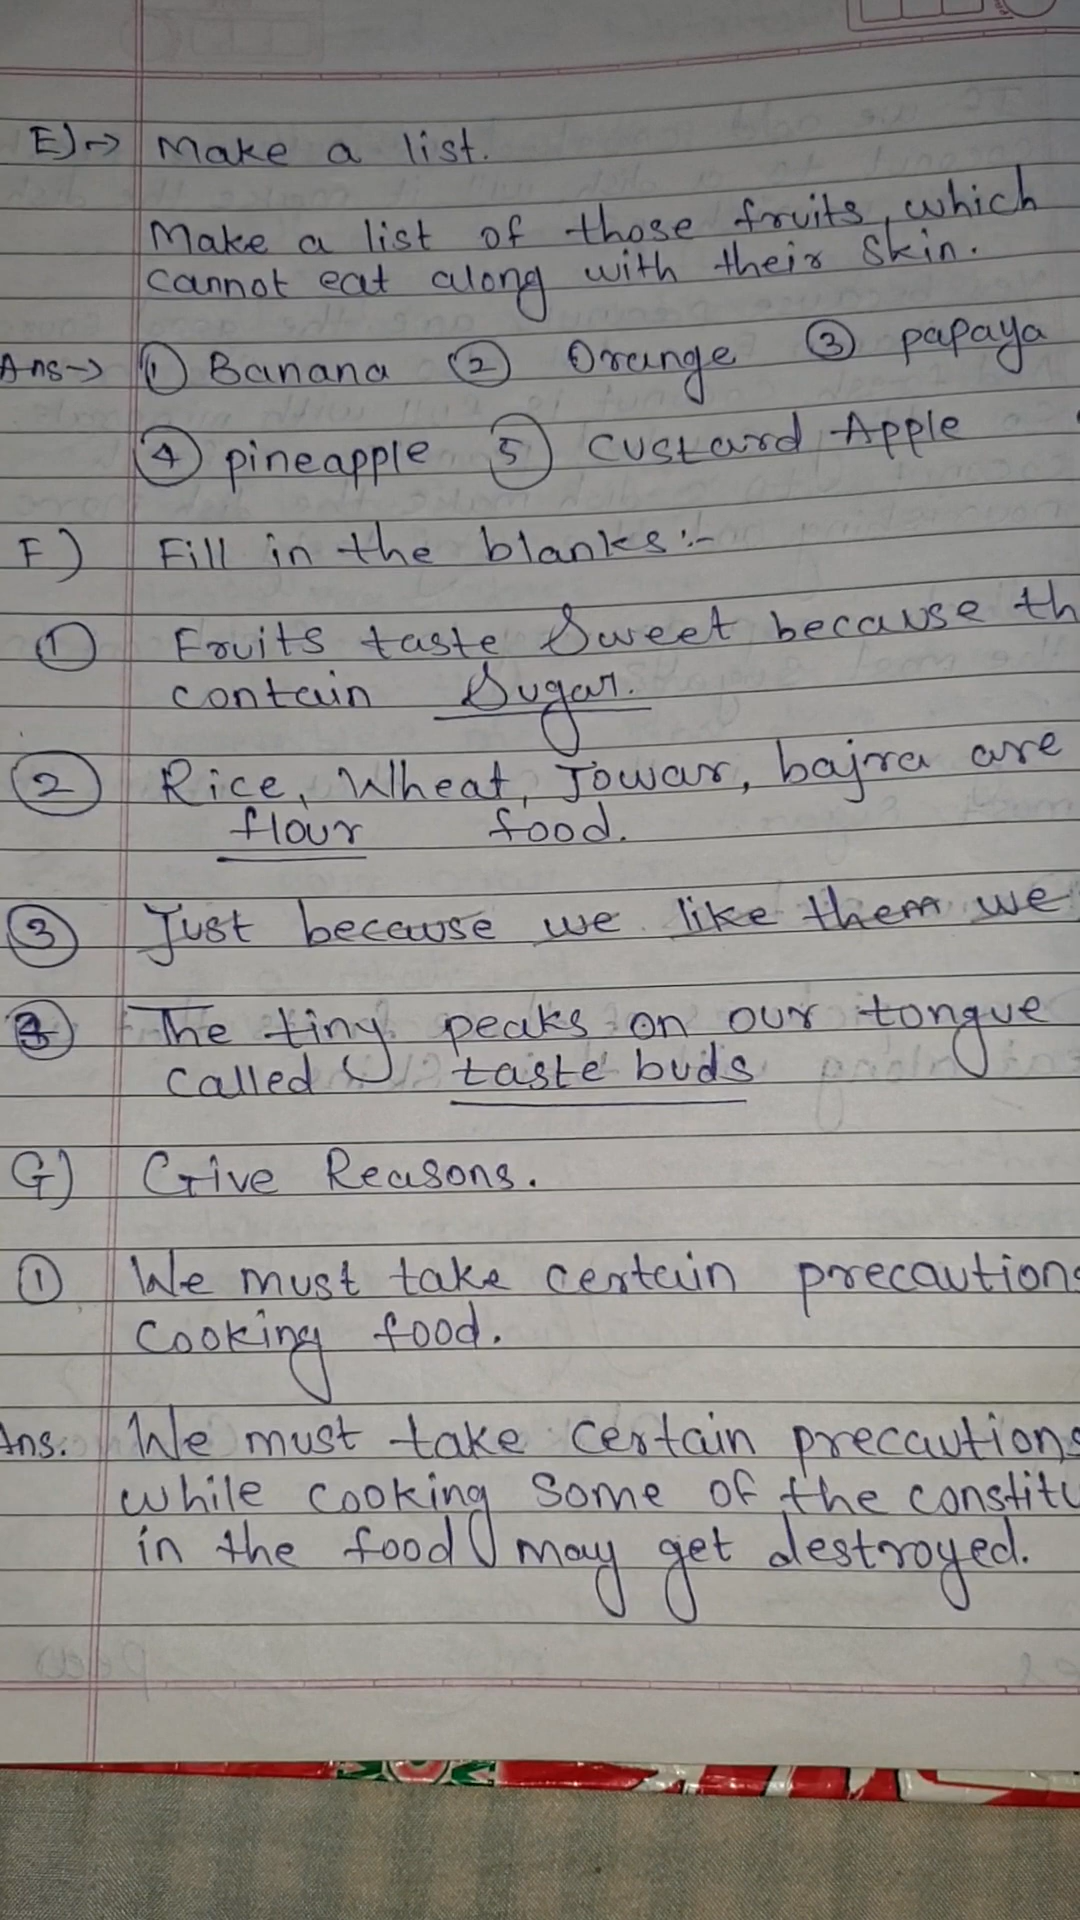 E)→ Make a list.
Make a list of those fruits, which
cannot eat along with their skin.
Ans→ ① Banana ② Orange ③ papaya
④ pineapple ⑤ Custard Apple
F) Fill in the blanks:-
① Fruits taste Sweet because th
contain Sugar.
② Rice, Wheat, Jowar, bajra are
flour food.
③ Just because we like them we
The tiny peaks on our tongue
called taste buds
G) Give Reasons.
① We must take certain precautions
cooking food.
Ans. We must take certain precautions
while cooking some of the constitu
in the food may get destroyed.